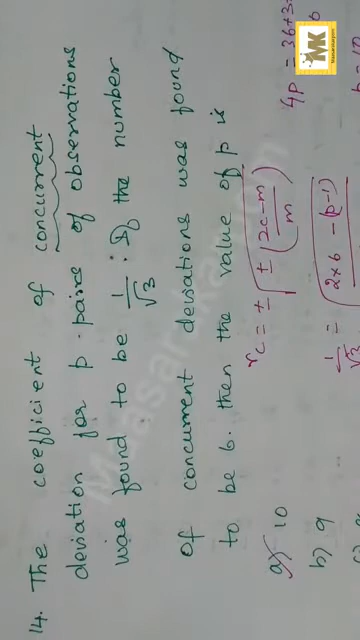 14. The coefficient of concurrent
deviation for p pairs of observations
was found to be 1/√3. If the number
of concurrent deviations was found
to be 6. then the value of p is
a) 10
b) 9
rc = ± √± (2c-m)/m
1/√3 = √2×6 - (p-1)
4p = 36+3
MK